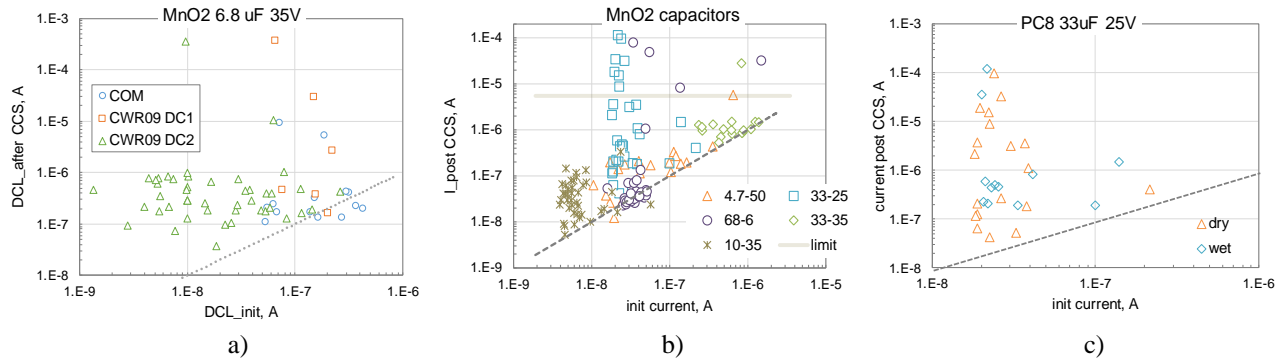 MnO2 6.8 uF 35V
DCL_after CCS, A
1.E-3
1.E-4
1.E-5
1.E-6
1.E-7
1.E-8
COM
CWR09 DC1
CWR09 DC2
1.E-9
1.E-8
1.E-7
1.E-6
DCL_init, A
a)
MnO2 capacitors
I_post CCS, A
1.E-4
1.E-5
1.E-6
1.E-7
1.E-8
1.E-9
4.7-50
33-25
68-6
33-35
10-35
limit
1.E-9
1.E-8
1.E-7
1.E-6
1.E-5
init current, A
b)
PC8 33uF 25V
current post CCS, A
1.E-3
1.E-4
1.E-5
1.E-6
1.E-7
1.E-8
dry
wet
1.E-8
1.E-7
1.E-6
init current, A
c)